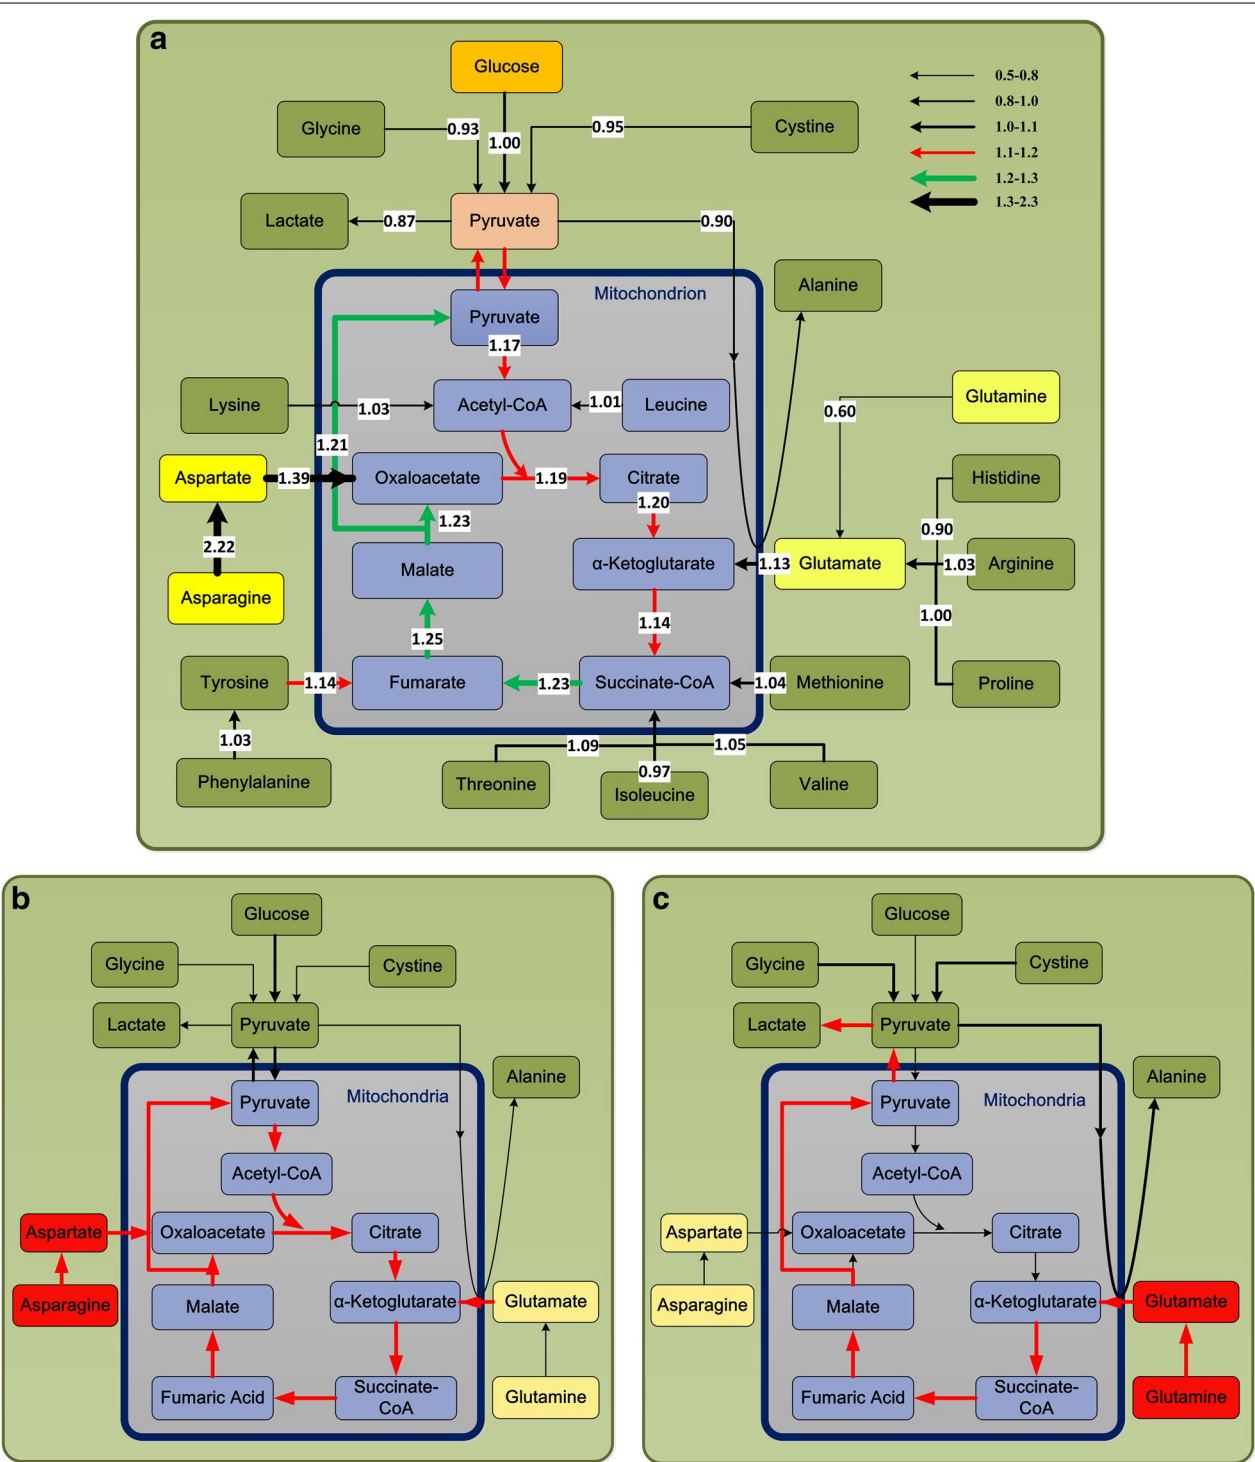 a
Glucose
0.5-0.8
0.8-1.0
1.0-1.1
1.1-1.2
1.2-1.3
1.3-2.3
Glycine
0.93
1.00
0.95
Cystine
Lactate
0.87
Pyruvate
0.90
Mitochondrion
Alanine
Pyruvate
1.17
Lysine
1.03
Acetyl-CoA
1.01
Leucine
Glutamine
0.60
1.21
Aspartate
1.39
Oxaloacetate
1.19
Citrate
1.20
Histidine
0.90
1.23
2.22
Asparagine
Malate
α-Ketoglutarate
1.13
Glutamate
1.03
Arginine
1.00
1.25
1.14
Tyrosine
1.14
Fumarate
1.23
Succinate-CoA
1.04
Methionine
Proline
1.03
Phenylalanine
1.09
1.05
0.97
Threonine
Isoleucine
Valine
b
Glucose
Glycine
Cystine
Lactate
Pyruvate
Alanine
Mitochondria
Pyruvate
Acetyl-CoA
Aspartate
Oxaloacetate
Citrate
Asparagine
Malate
α-Ketoglutarate
Glutamate
Fumaric Acid
Succinate-
CoA
Glutamine
c
Glucose
Glycine
Cystine
Lactate
Pyruvate
Alanine
Mitochondria
Pyruvate
Acetyl-CoA
Aspartate
Oxaloacetate
Citrate
Asparagine
Malate
α-Ketoglutarate
Glutamate
Fumaric Acid
Succinate-
CoA
Glutamine